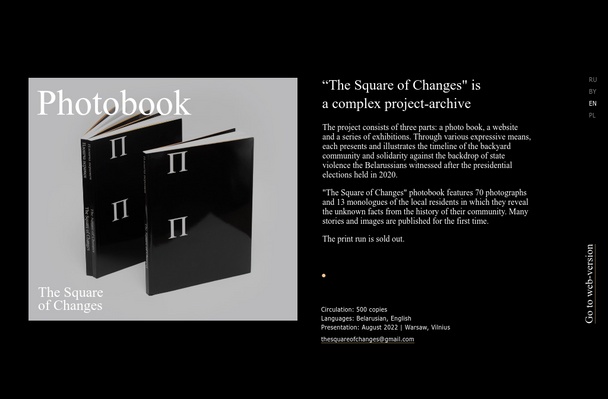 Photobook
П
П
П
П
The Square
of Changes
“The Square of Changes" is
a complex project-archive
The project consists of three parts: a photo book, a website
and a series of exhibitions. Through various expressive means,
each presents and illustrates the timeline of the backyard
community and solidarity against the backdrop of state
violence the Belarussians witnessed after the presidential
elections held in 2020.
"The Square of Changes" photobook features 70 photographs
and 13 monologues of the local residents in which they reveal
the unknown facts from the history of their community. Many
stories and images are published for the first time.
The print run is sold out.
Circulation: 500 copies
Languages: Belarusian, English
Presentation: August 2022 | Warsaw, Vilnius
thesquareofchanges@gmail.com
RU
BY
EN
PL
Go to web-version